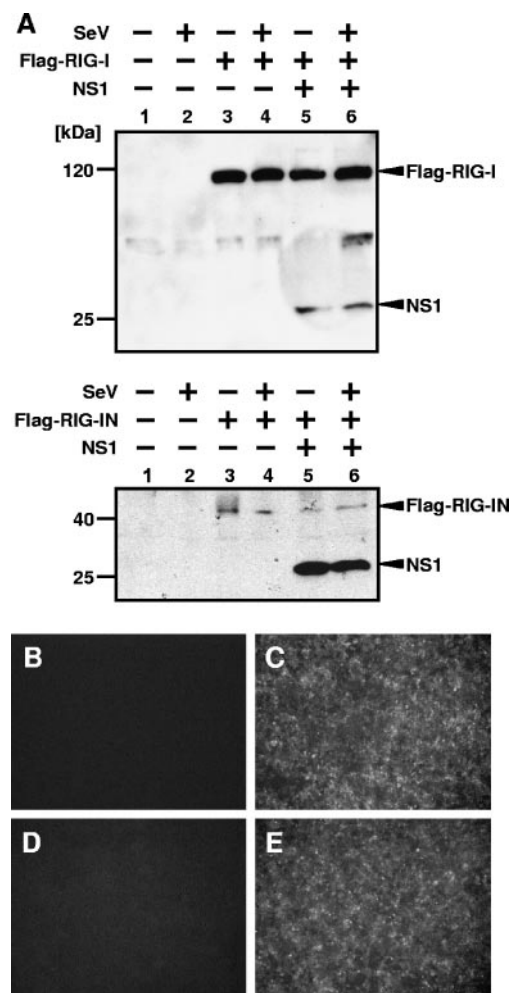 A
SeV − + − + − +
Flag-RIG-I − − + + + +
NS1 − − − − + +
1 2 3 4 5 6
[kDa]
120
Flag-RIG-I
NS1
25
SeV − + − + − +
Flag-RIG-IN − − + + + +
NS1 − − − − + +
1 2 3 4 5 6
Flag-RIG-IN
40
NS1
25
B C
D E